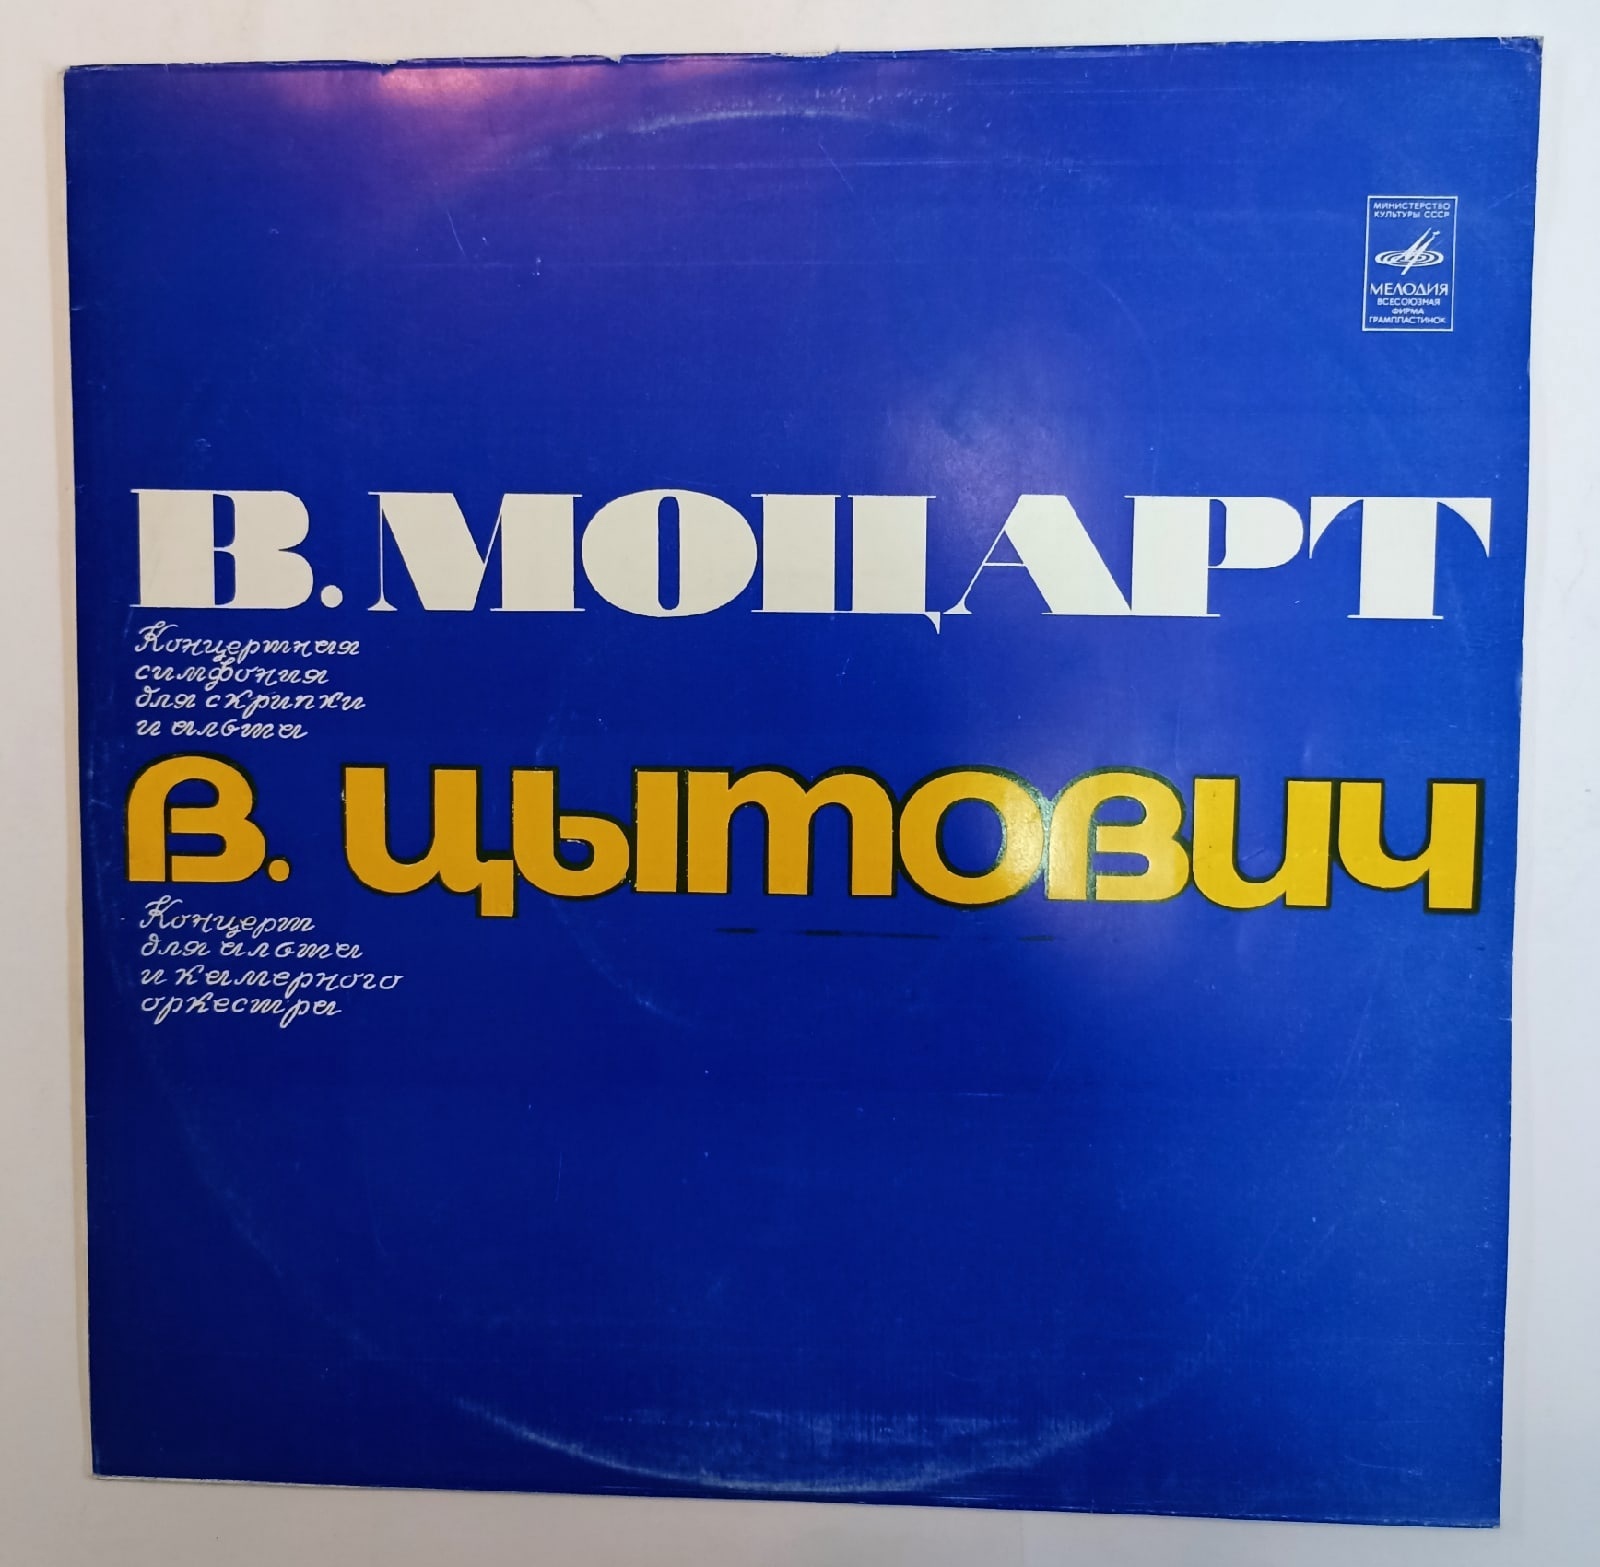 МИНИСТЕРСТВО
КУЛЬТУРЫ СССР
МЕЛОДИЯ
ВСЕСОЮЗНАЯ
ФИРМА
ГРАМПЛАСТИНОК
В. МОЦАРТ
Концертная
симфония
для скрипки
и альта
В. Цытович
Концерт
для альта
и камерного
оркестра